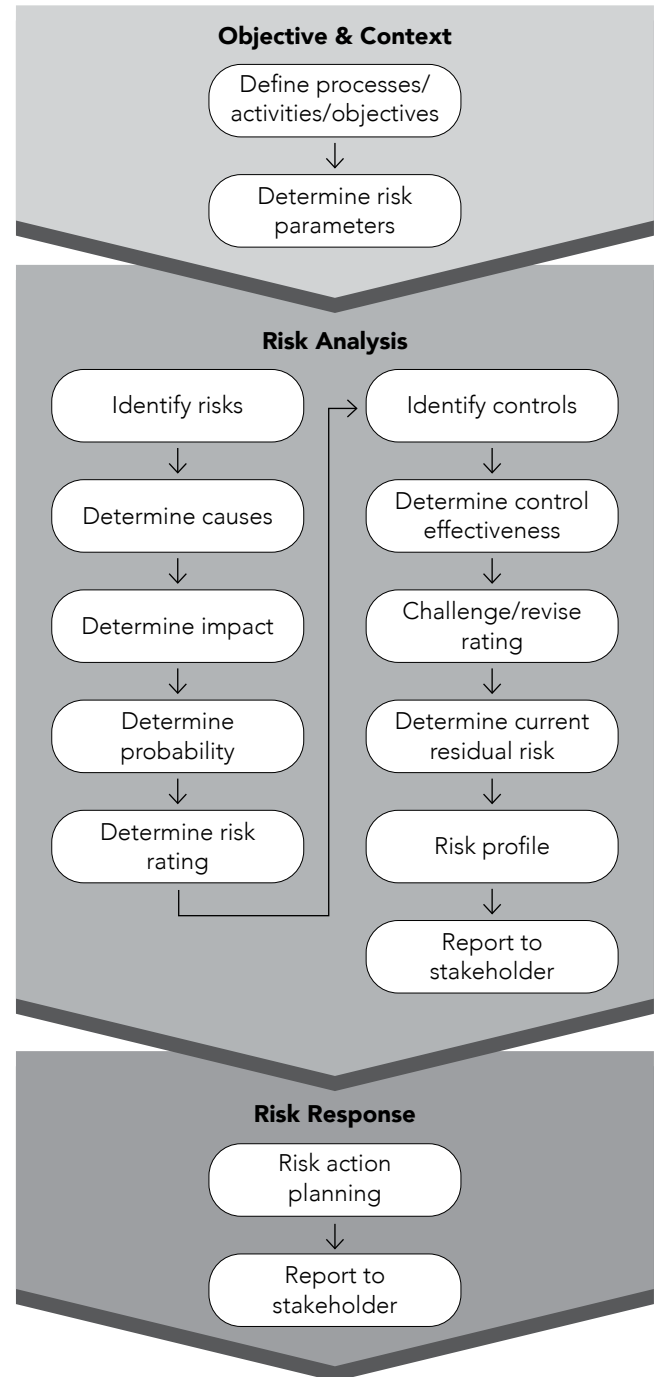 Objective & Context
Define processes/
activities/objectives
Determine risk
parameters
Risk Analysis
Identify risks
Determine causes
Determine impact
Determine
probability
Determine risk
rating
Identify controls
Determine control
effectiveness
Challenge/revise
rating
Determine current
residual risk
Risk profile
Report to
stakeholder
Risk Response
Risk action
planning
Report to
stakeholder